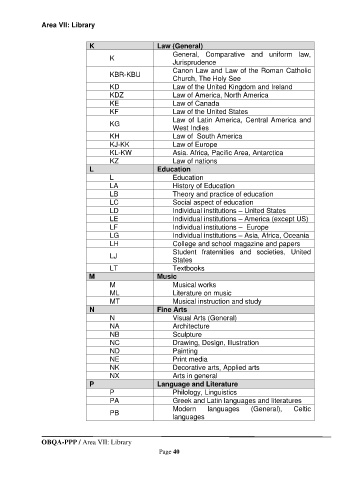 Area VII: Library
K Law (General)
K General, Comparative and uniform law,
Jurisprudence
KBR-KBU Canon Law and Law of the Roman Catholic
Church, The Holy See
KD Law of the United Kingdom and Ireland
KDZ Law of America, North America
KE Law of Canada
KF Law of the United States
KG Law of Latin America, Central America and
West Indies
KH Law of South America
KJ-KK Law of Europe
KL-KW Asia. Africa, Pacific Area, Antarctica
KZ Law of nations
L Education
L Education
LA History of Education
LB Theory and practice of education
LC Social aspect of education
LD Individual institutions – United States
LE Individual institutions – America (except US)
LF Individual institutions – Europe
LG Individual institutions – Asia, Africa, Oceania
LH College and school magazine and papers
LJ Student fraternities and societies, United
States
LT Textbooks
M Music
M Musical works
ML Literature on music
MT Musical instruction and study
N Fine Arts
N Visual Arts (General)
NA Architecture
NB Sculpture
NC Drawing, Design, Illustration
ND Painting
NE Print media
NK Decorative arts, Applied arts
NX Arts in general
P Language and Literature
P Philology, Linguistics
PA Greek and Latin languages and literatures
PB Modern languages (General), Celtic
languages
OBQA-PPP / Area VII: Library
Page 40